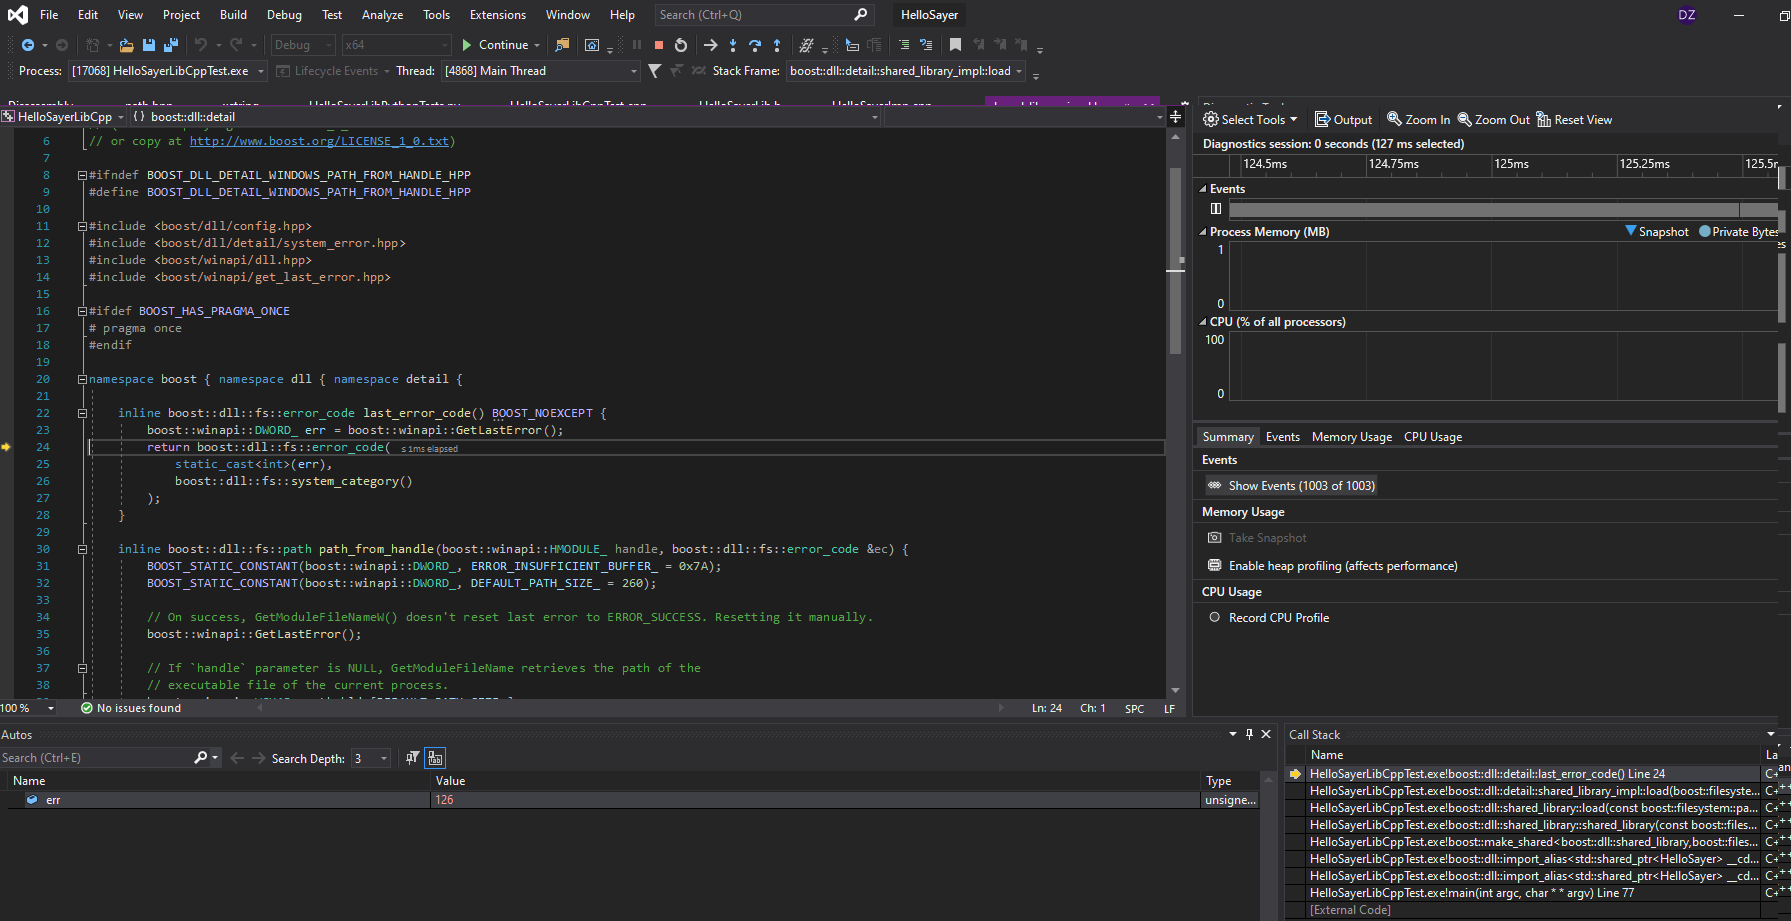 File Edit View Project Build Debug Test Analyze Tools Extensions Window Help Search (Ctrl+Q) HelloSayer DZ
Debug x64 Continue
Process: [17068] HelloSayerLibCppTest.exe Lifecycle Events Thread: [4868] Main Thread Stack Frame: boost::dll::detail::shared_library_impl::load
HelloSayerLibCpp {} boost::dll::detail
6 // or copy at http://www.boost.org/LICENSE_1_0.txt)
7
8 #ifndef BOOST_DLL_DETAIL_WINDOWS_PATH_FROM_HANDLE_HPP
9 #define BOOST_DLL_DETAIL_WINDOWS_PATH_FROM_HANDLE_HPP
10
11 #include <boost/dll/config.hpp>
12 #include <boost/dll/detail/system_error.hpp>
13 #include <boost/winapi/dll.hpp>
14 #include <boost/winapi/get_last_error.hpp>
15
16 #ifdef BOOST_HAS_PRAGMA_ONCE
17 # pragma once
18 #endif
19
20 namespace boost { namespace dll { namespace detail {
21
22 inline boost::dll::fs::error_code last_error_code() BOOST_NOEXCEPT {
23 boost::winapi::DWORD_ err = boost::winapi::GetLastError();
24 return boost::dll::fs::error_code( ≤ 1ms elapsed
25 static_cast<int>(err),
26 boost::dll::fs::system_category()
27 );
28 }
29
30 inline boost::dll::fs::path path_from_handle(boost::winapi::HMODULE_ handle, boost::dll::fs::error_code &ec) {
31 BOOST_STATIC_CONSTANT(boost::winapi::DWORD_, ERROR_INSUFFICIENT_BUFFER_ = 0x7A);
32 BOOST_STATIC_CONSTANT(boost::winapi::DWORD_, DEFAULT_PATH_SIZE_ = 260);
33
34 // On success, GetModuleFileNameW() doesn't reset last error to ERROR_SUCCESS. Resetting it manually.
35 boost::winapi::GetLastError();
36
37 // If `handle` parameter is NULL, GetModuleFileName retrieves the path of the
38 // executable file of the current process.
100 % No issues found Ln: 24 Ch: 1 SPC LF
Select Tools Output Zoom In Zoom Out Reset View
Diagnostics session: 0 seconds (127 ms selected)
124.5ms 124.75ms 125ms 125.25ms 125.5m
Events
Process Memory (MB) Snapshot Private Bytes
1
0
CPU (% of all processors)
100
0
Summary Events Memory Usage CPU Usage
Events
Show Events (1003 of 1003)
Memory Usage
Take Snapshot
Enable heap profiling (affects performance)
CPU Usage
Record CPU Profile
Autos
Search (Ctrl+E) Search Depth: 3
Name Value Type
err 126 unsigne...
Call Stack
Name La
HelloSayerLibCppTest.exe!boost::dll::detail::last_error_code() Line 24 C+
HelloSayerLibCppTest.exe!boost::dll::detail::shared_library_impl::load(boost::filesyste... C+
HelloSayerLibCppTest.exe!boost::dll::shared_library::load(const boost::filesystem::pa... C+
HelloSayerLibCppTest.exe!boost::dll::shared_library::shared_library(const boost::files... C+
HelloSayerLibCppTest.exe!boost::make_shared<boost::dll::shared_library,boost::files... C+
HelloSayerLibCppTest.exe!boost::dll::import_alias<std::shared_ptr<HelloSayer> __cd... C+
HelloSayerLibCppTest.exe!boost::dll::import_alias<std::shared_ptr<HelloSayer> __cd... C+
HelloSayerLibCppTest.exe!main(int argc, char * * argv) Line 77 C+
[External Code]